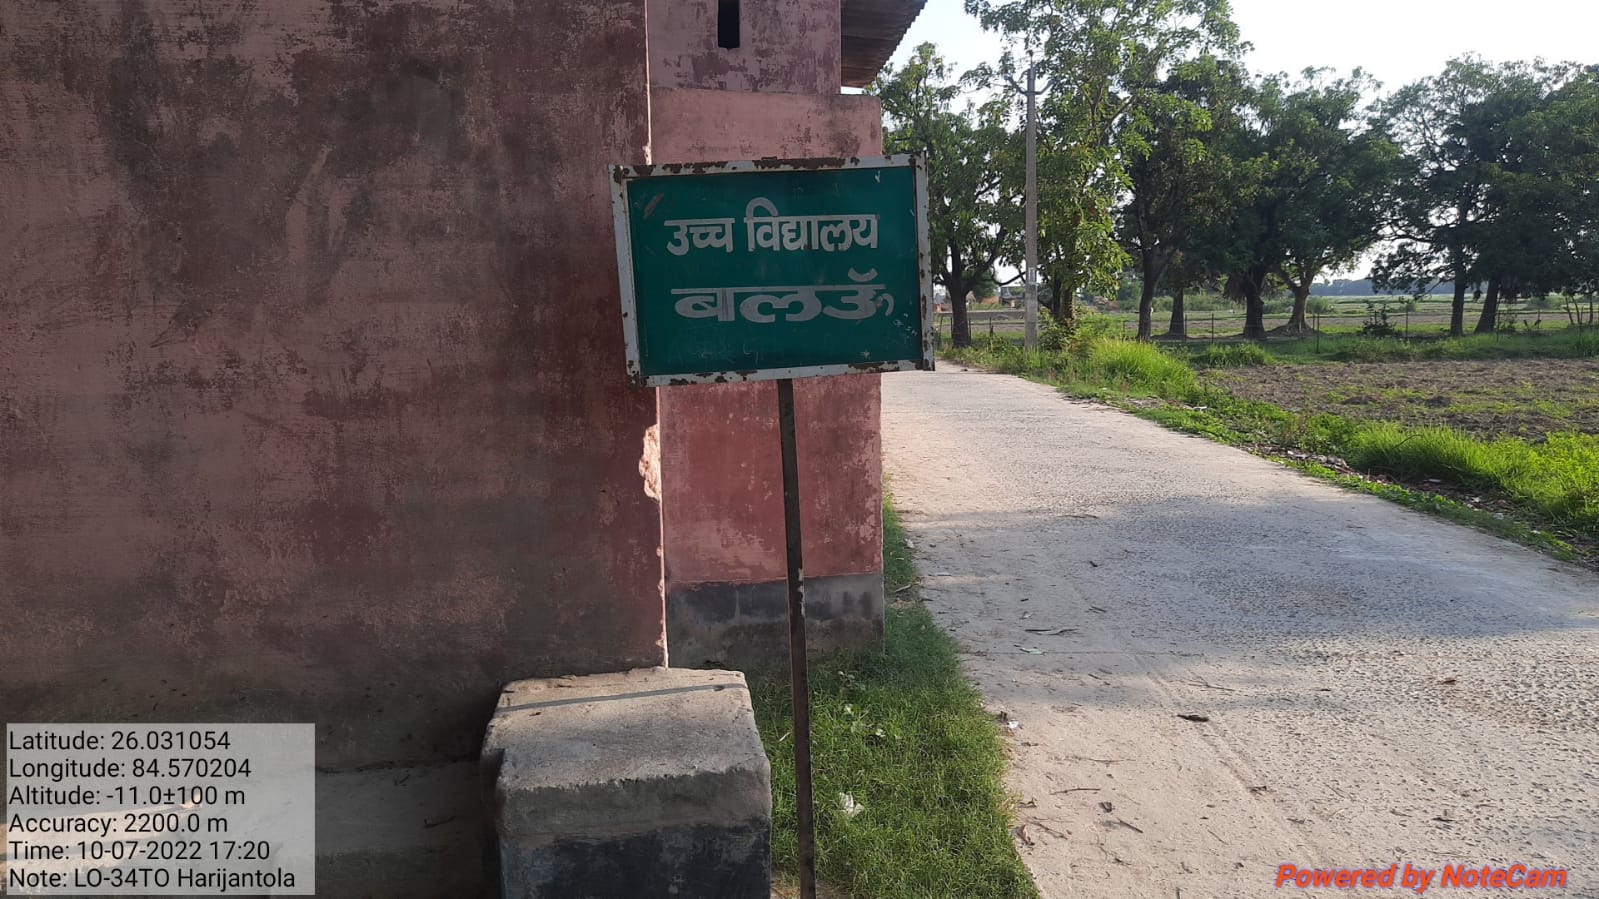 उच्च विद्यालय
बलऊँ
Latitude: 26.031054
Longitude: 84.570204
Altitude: -11.0±100 m
Accuracy: 2200.0 m
Time: 10-07-2022 17:20
Note: LO-34TO Harijantola
Powered by NoteCam